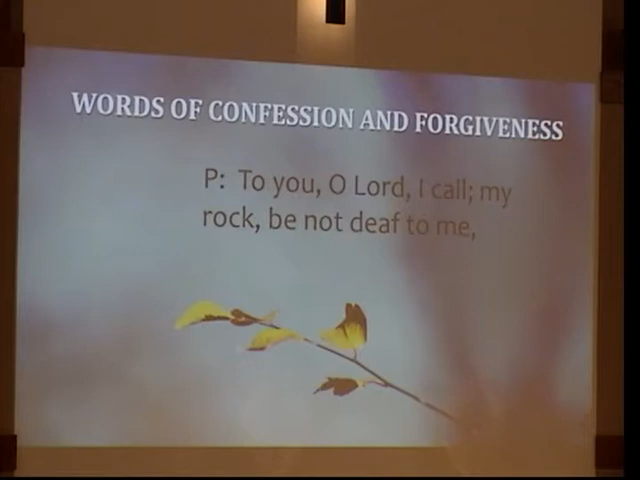 WORDS OF CONFESSION AND FORGIVENESS
P: To you, O Lord, I call; my
rock, be not deaf to me,